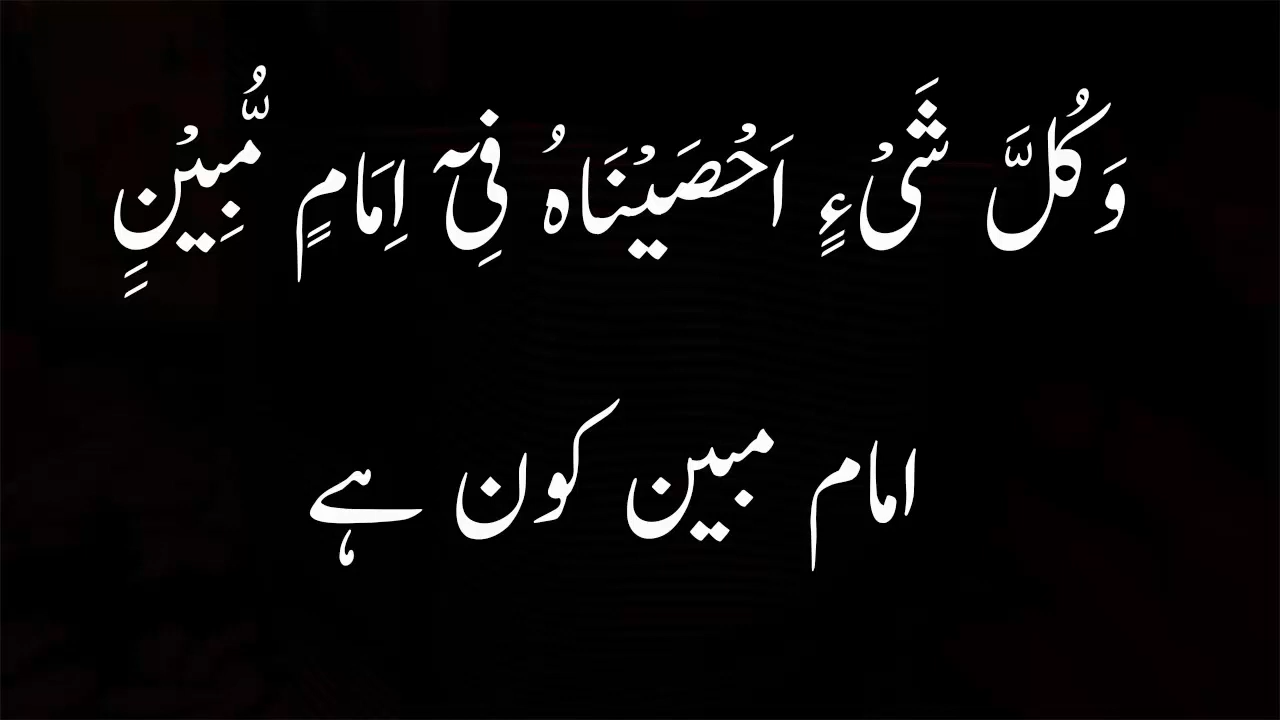 وَكُلَّ شَیْءٍ اَحْصَیْنَاهُ فِیْۤ اِمَامٍ مُّبِیْنٍ
امام مبین کون ہے